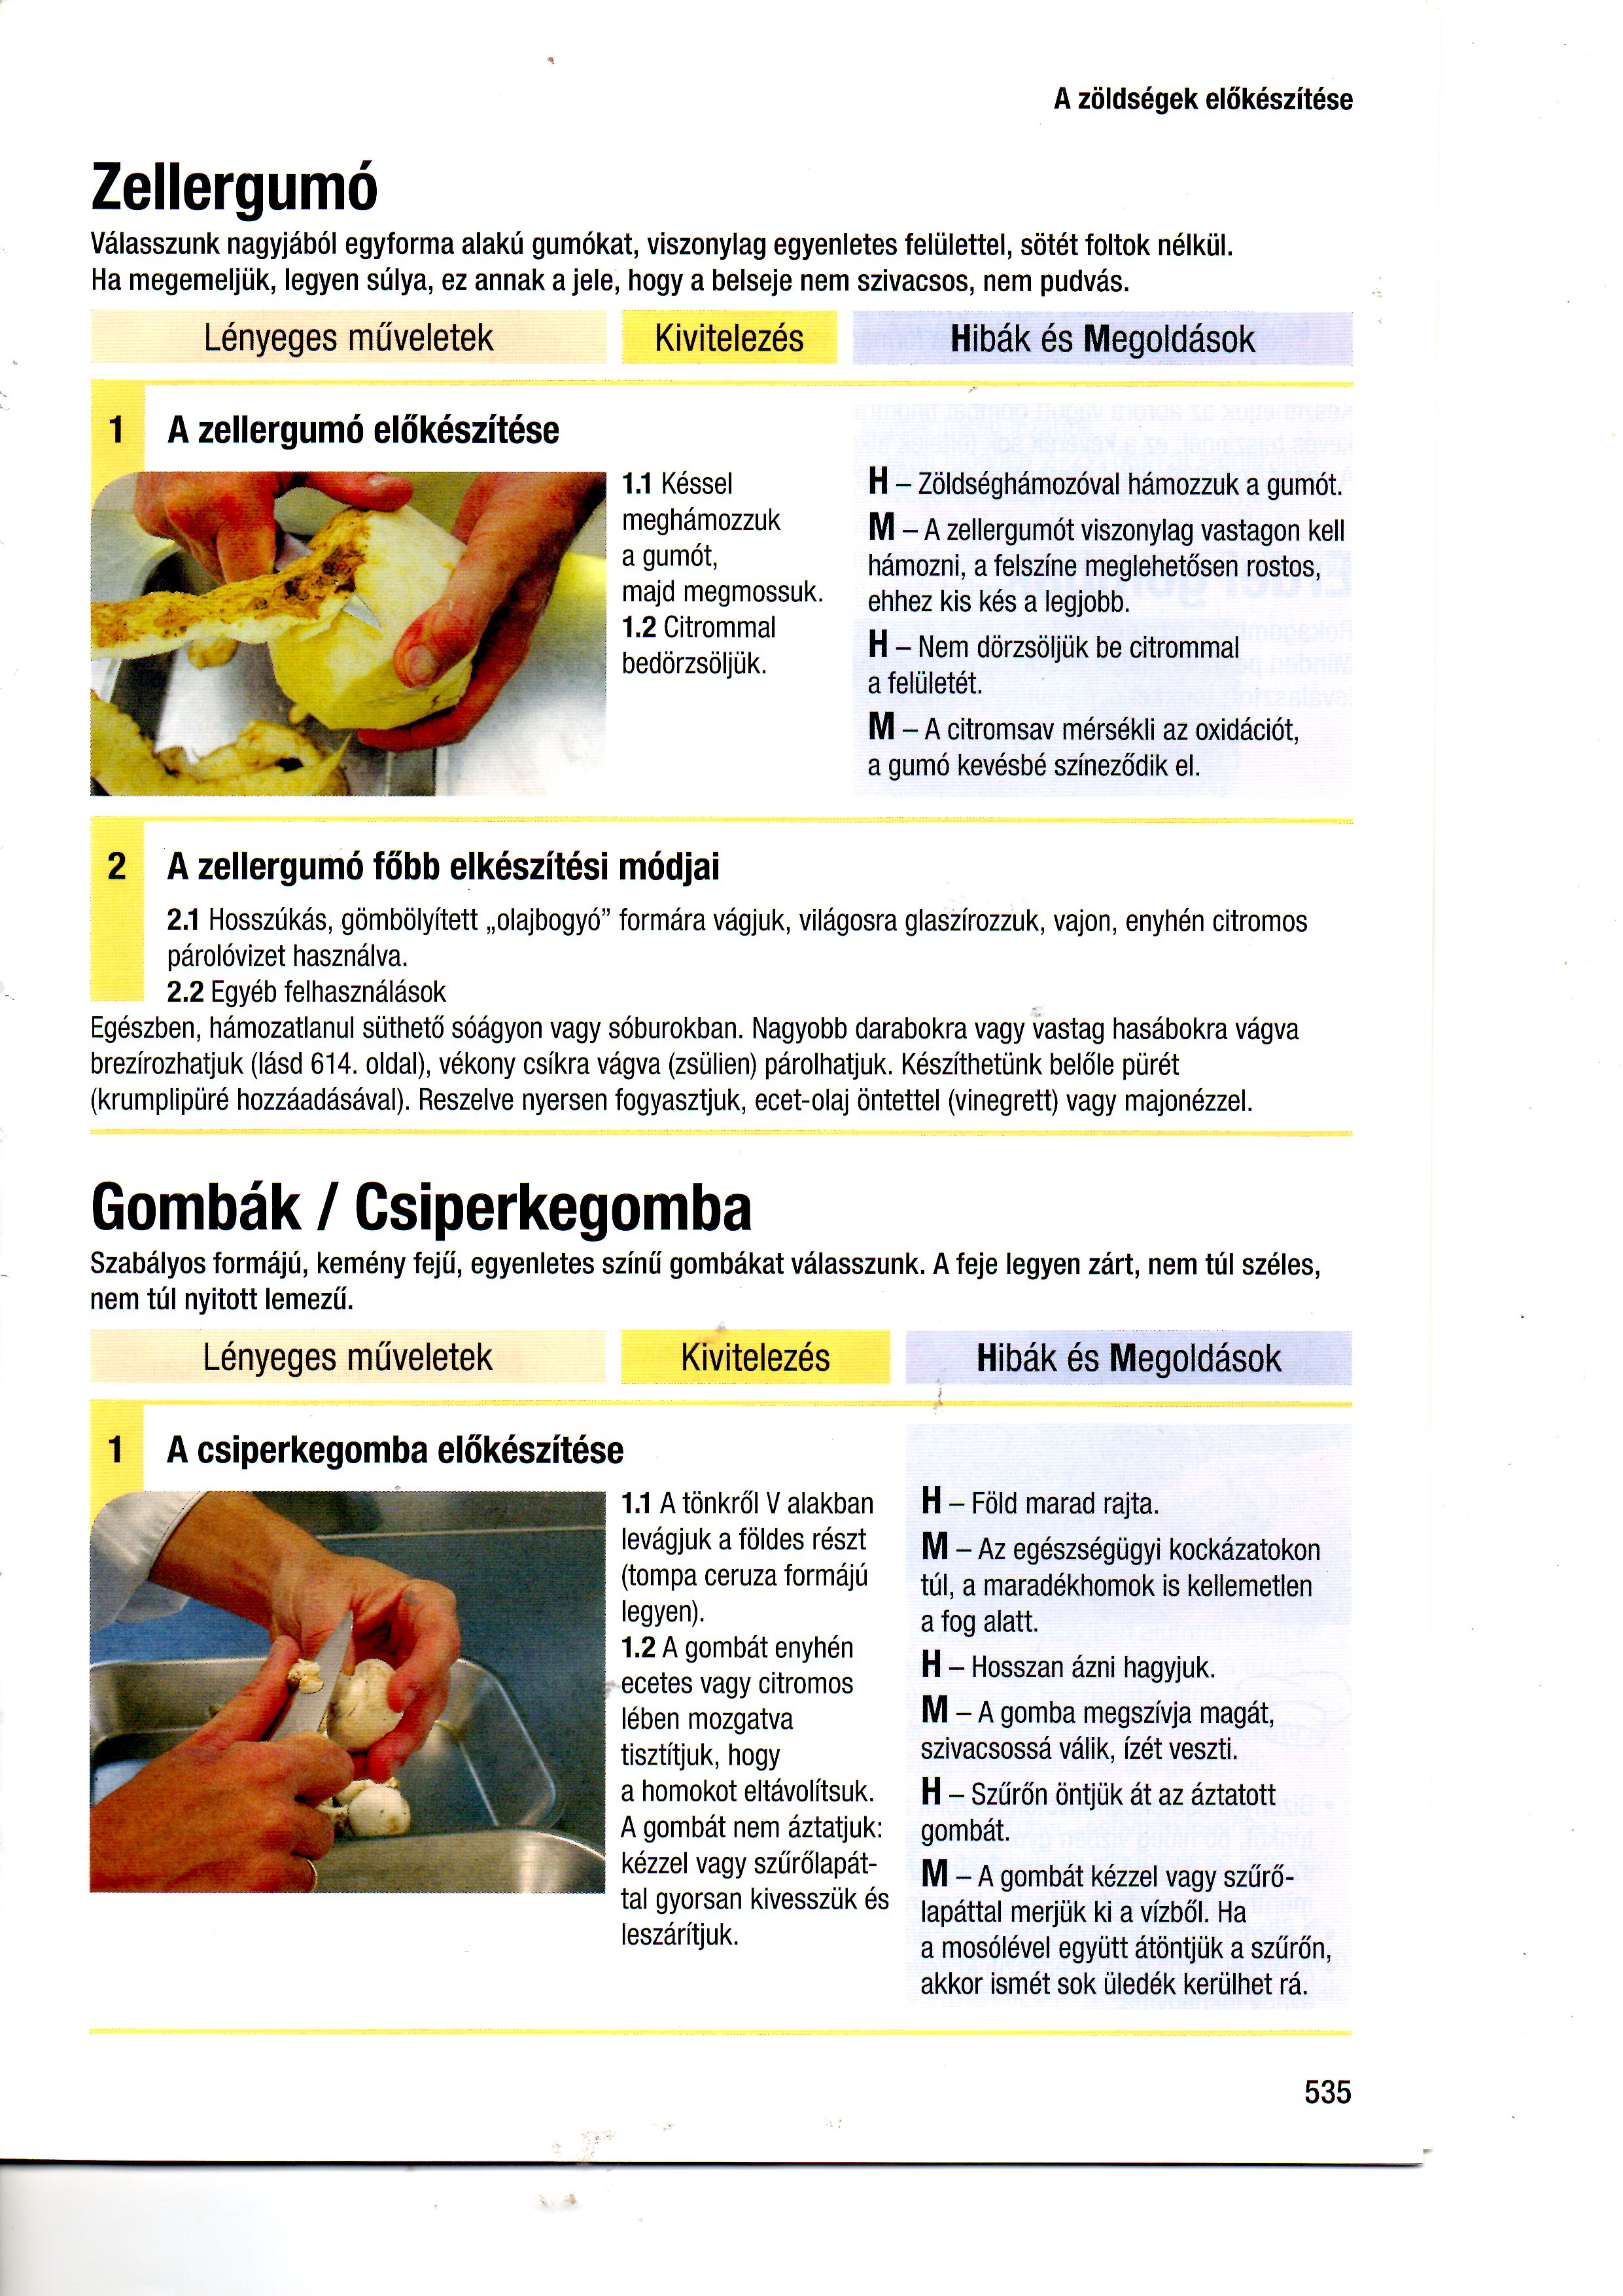 A zöldségek előkészítése
Zellergumó
Válasszunk nagyjából egyforma alakú gumókat, viszonylag egyenletes felülettel, sötét foltok nélkül.
Ha megemeljük, legyen súlya, ez annak a jele, hogy a belseje nem szivacsos, nem pudvás.
Lényeges műveletek
Kivitelezés
Hibák és Megoldások
1 A zellergumó előkészítése
1.1 Késsel
meghámozzuk
a gumót,
majd megmossuk.
1.2 Citrommal
bedörzsöljük.
H – Zöldséghámozóval hámozzuk a gumót.
M – A zellergumót viszonylag vastagon kell
hámozni, a felszíne meglehetősen rostos,
ehhez kis kés a legjobb.
H – Nem dörzsöljük be citrommal
a felületét.
M – A citromsav mérsékli az oxidációt,
a gumó kevésbé színeződik el.
2 A zellergumó főbb elkészítési módjai
2.1 Hosszúkás, gömbölyített „olajbogyó” formára vágjuk, világosra glaszírozzuk, vajon, enyhén citromos
párolóvizet használva.
2.2 Egyéb felhasználások
Egészben, hámozatlanul süthető sóágyon vagy sóburokban. Nagyobb darabokra vagy vastag hasábokra vágva
brezírozhatjuk (lásd 614. oldal), vékony csíkra vágva (zsülien) párolhatjuk. Készíthetünk belőle pürét
(krumplipüré hozzáadásával). Reszelve nyersen fogyasztjuk, ecet-olaj öntettel (vinegrett) vagy majonézzel.
Gombák / Csiperkegomba
Szabályos formájú, kemény fejű, egyenletes színű gombákat válasszunk. A feje legyen zárt, nem túl széles,
nem túl nyitott lemezű.
Lényeges műveletek
Kivitelezés
Hibák és Megoldások
1 A csiperkegomba előkészítése
1.1 A tönkről V alakban
levágjuk a földes részt
(tompa ceruza formájú
legyen).
1.2 A gombát enyhén
ecetes vagy citromos
lében mozgatva
tisztítjuk, hogy
a homokot eltávolítsuk.
A gombát nem áztatjuk:
kézzel vagy szűrőlapát-
tal gyorsan kivesszük és
leszárítjuk.
H – Föld marad rajta.
M – Az egészségügyi kockázatokon
túl, a maradékhomok is kellemetlen
a fog alatt.
H – Hosszan ázni hagyjuk.
M – A gomba megszívja magát,
szivacsossá válik, ízét veszti.
H – Szűrőn öntjük át az áztatott
gombát.
M – A gombát kézzel vagy szűrő-
lapáttal merjük ki a vízből. Ha
a mosólével együtt átöntjük a szűrőn,
akkor ismét sok üledék kerülhet rá.
535